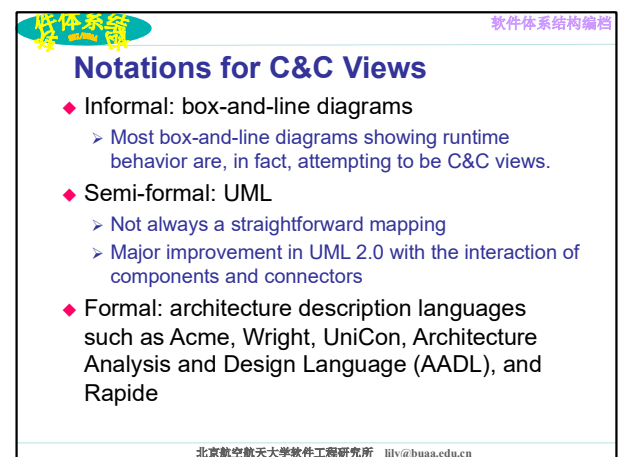 件体系结
软件体系结构编档
Notations for C&C Views
Informal: box-and-line diagrams
Most box-and-line diagrams showing runtime
behavior are, in fact, attempting to be C&C views.
Semi-formal: UML
Not always a straightforward mapping
Major improvement in UML 2.0 with the interaction of
components and connectors
Formal: architecture description languages
such as Acme, Wright, UniCon, Architecture
Analysis and Design Language (AADL), and
Rapide
北京航空航天大学软件工程研究所 lily@buaa.edu.cn